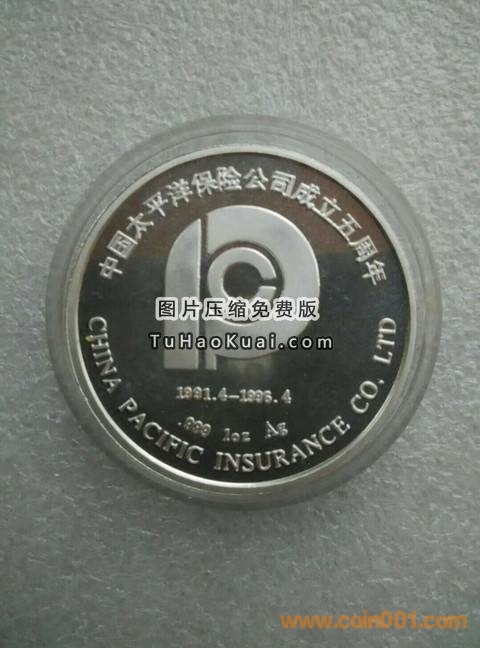 中国太平洋保险公司成立五周年
图片压缩免费版
TuHaoKuai.com
1991.4-1996.4
.999 1oz Ag
CHINA PACIFIC INSURANCE CO. LTD
www.coin001.com